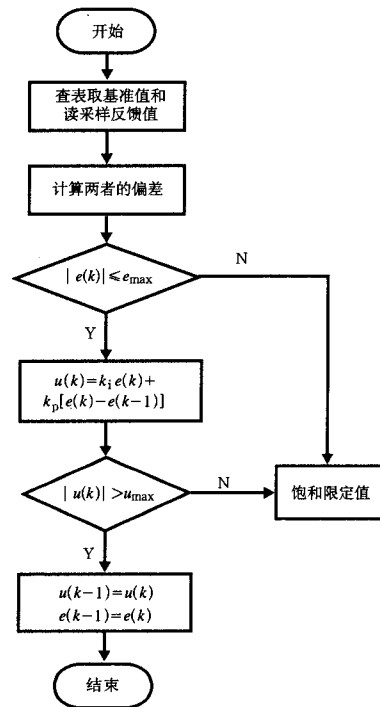 开始
查表取基准值和
读采样反馈值
计算两者的偏差
| e(k)|≤e_max
N
Y
u(k)=k_i e(k)+
k_p[e(k)−e(k−1)]
| u(k)|>u_max
N
饱和限定值
Y
u(k−1)=u(k)
e(k−1)=e(k)
结束